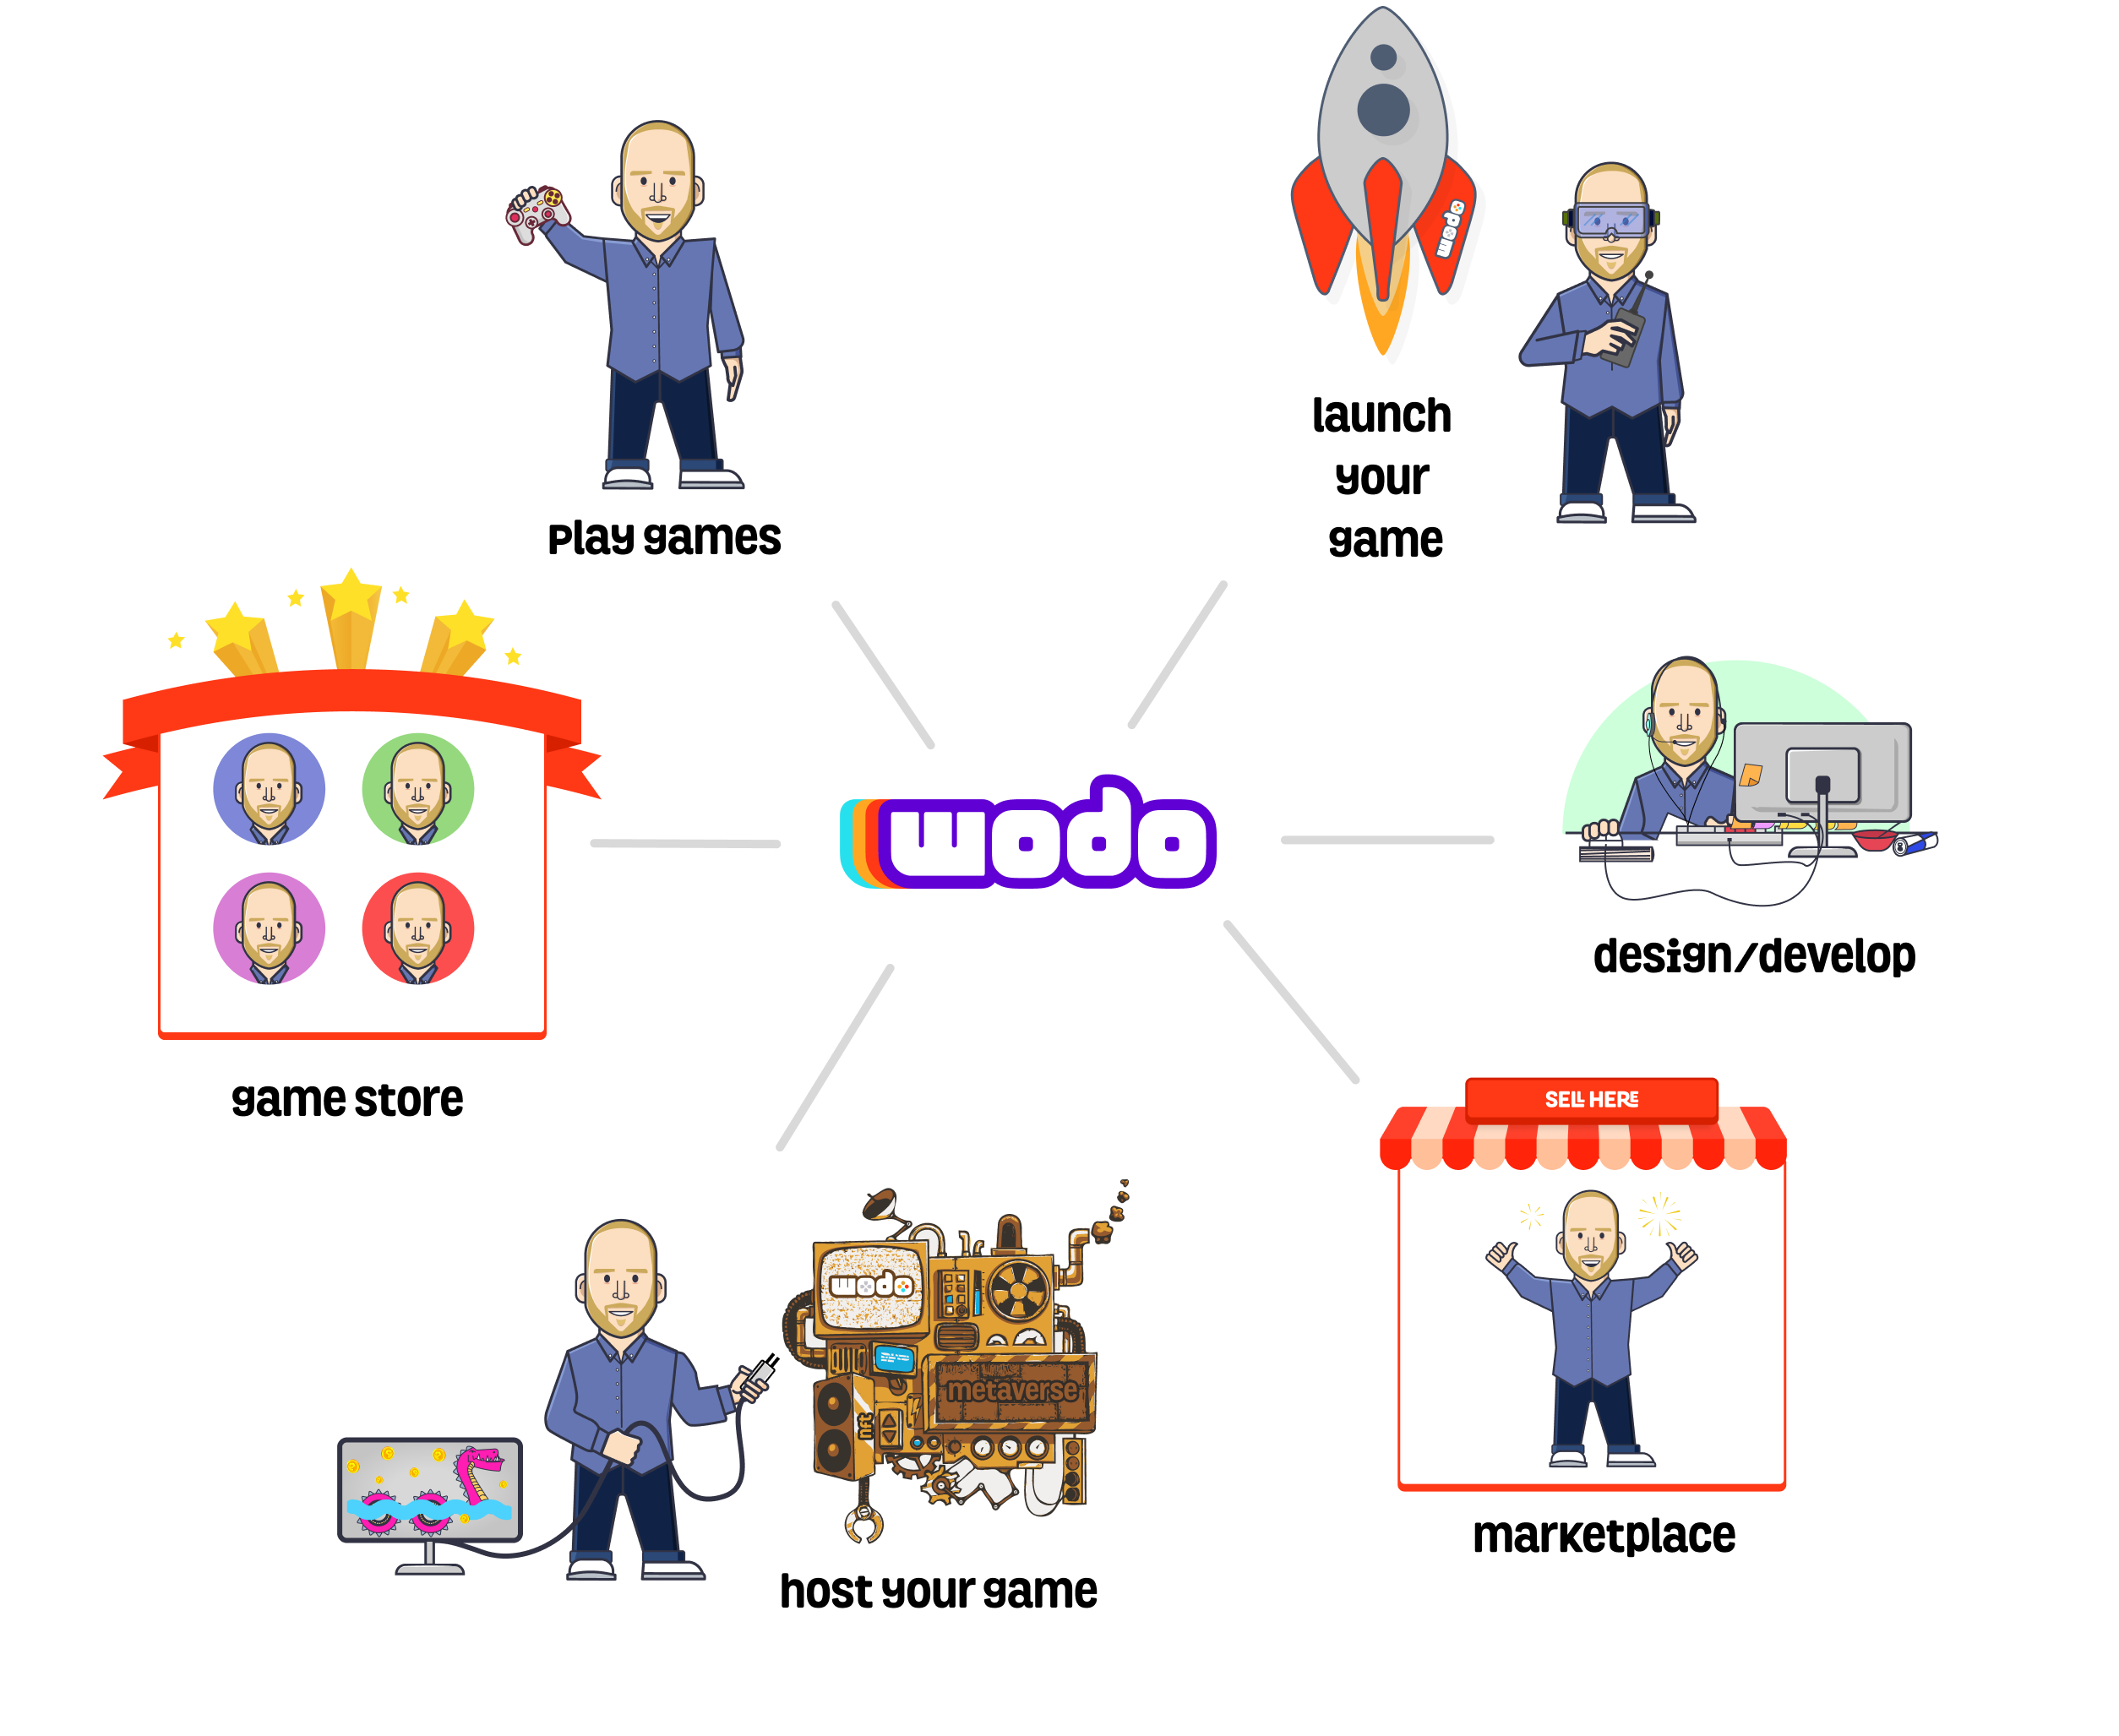 play games
launch
your
game
wodo
game store
wodo
design/develop
SELL HERE
marketplace
wodo
metaverse
nft
host your game